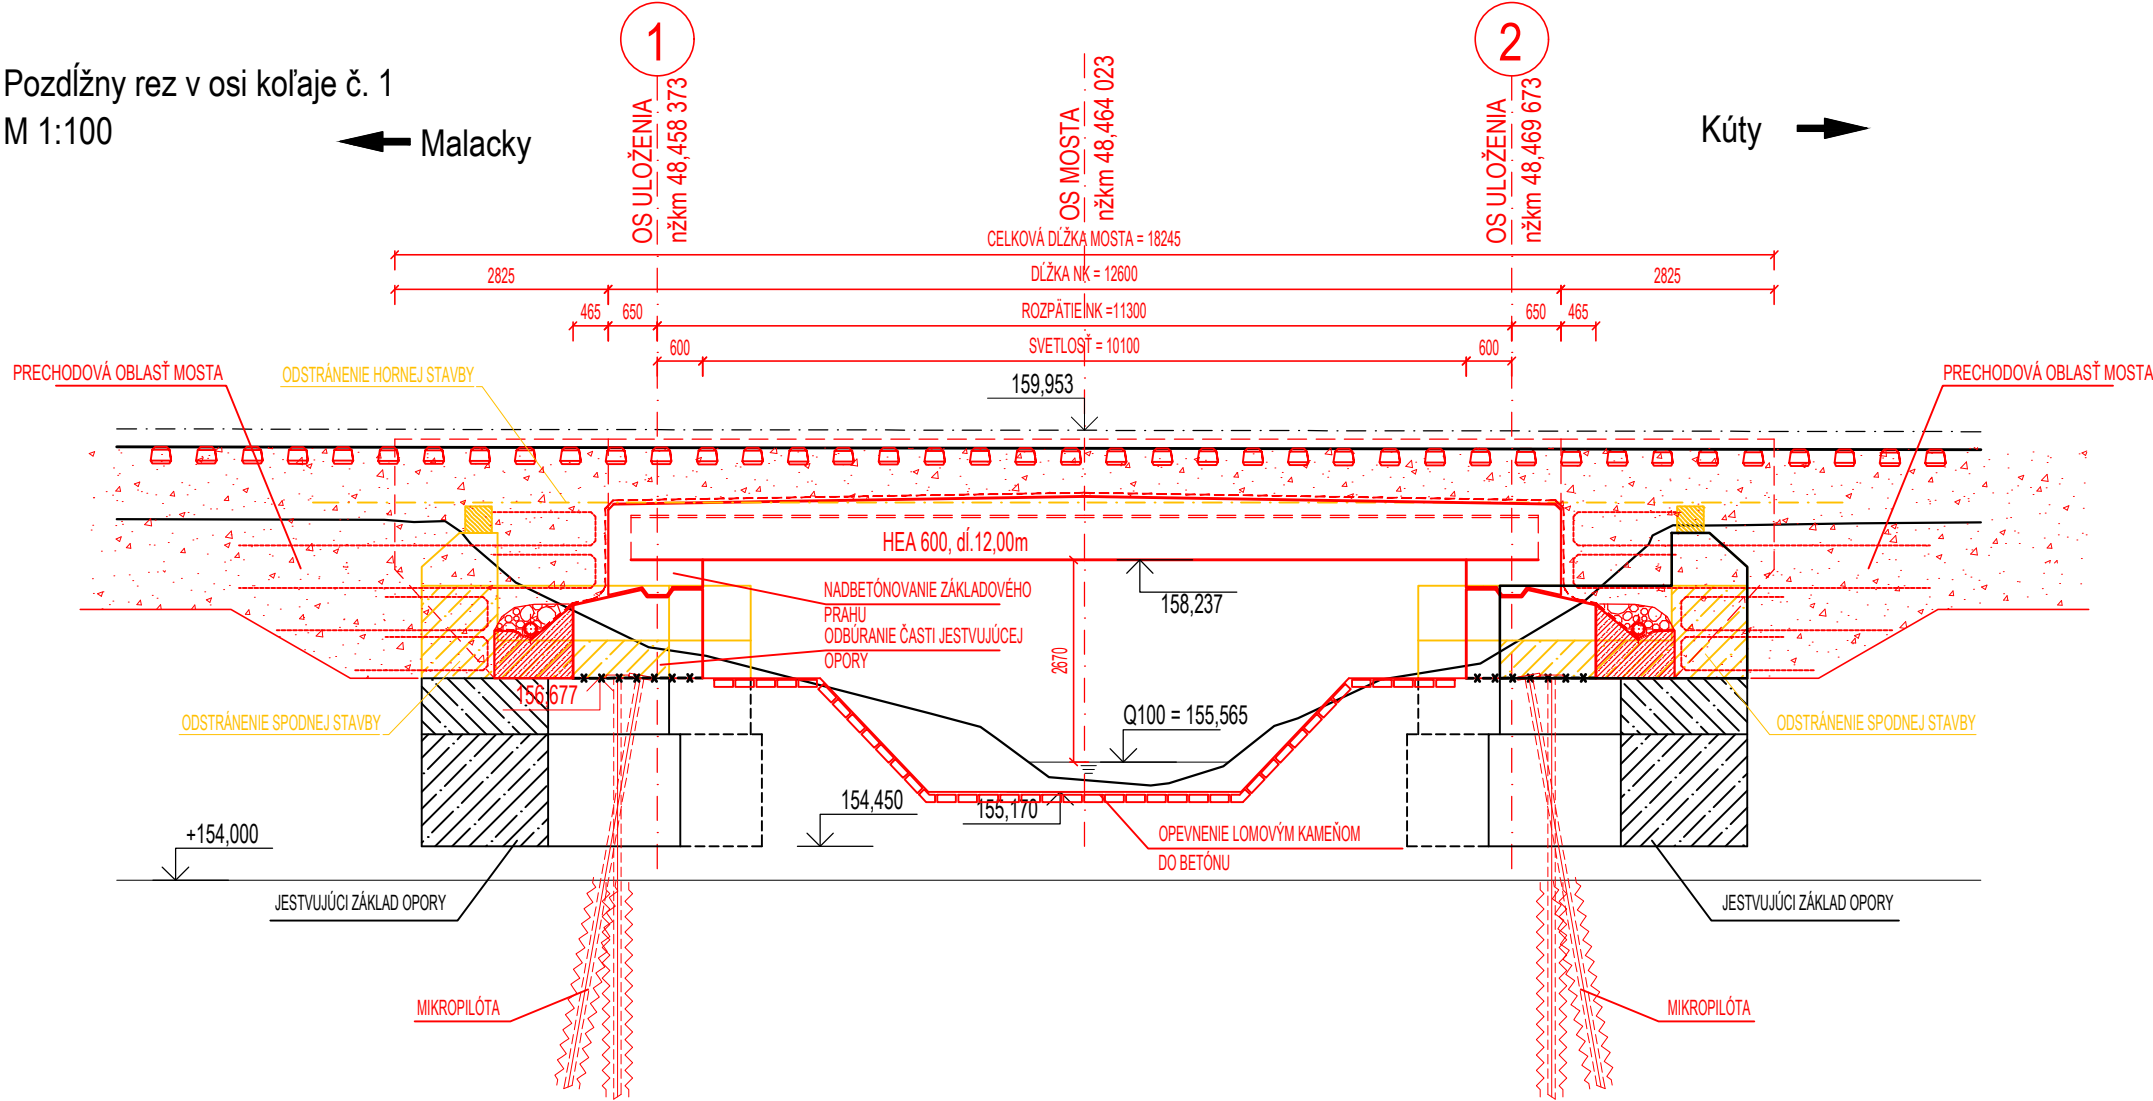 Pozdĺžny rez v osi koľaje č. 1
M 1:100
Malacky
Kúty
1
2
OS ULOŽENIA
nžkm 48,458 373
OS MOSTA
nžkm 48,464 023
OS ULOŽENIA
nžkm 48,469 673
CELKOVÁ DĹŽKA MOSTA = 18245
2825
DĹŽKA NK = 12600
2825
465
650
ROZPÄTIE NK =11300
650
465
600
SVETLOSŤ = 10100
600
PRECHODOVÁ OBLASŤ MOSTA
ODSTRÁNENIE HORNEJ STAVBY
159,953
PRECHODOVÁ OBLASŤ MOSTA
HEA 600, dĺ.12,00m
NADBETÓNOVANIE ZÁKLADOVÉHO
PRAHU
158,237
ODBÚRANIE ČASTI JESTVUJÚCEJ
OPORY
2670
156,677
ODSTRÁNENIE SPODNEJ STAVBY
Q100 = 155,565
ODSTRÁNENIE SPODNEJ STAVBY
154,450
155,170
+154,000
OPEVNENIE LOMOVÝM KAMEŇOM
DO BETÓNU
JESTVUJÚCI ZÁKLAD OPORY
JESTVUJÚCI ZÁKLAD OPORY
MIKROPILÓTA
MIKROPILÓTA